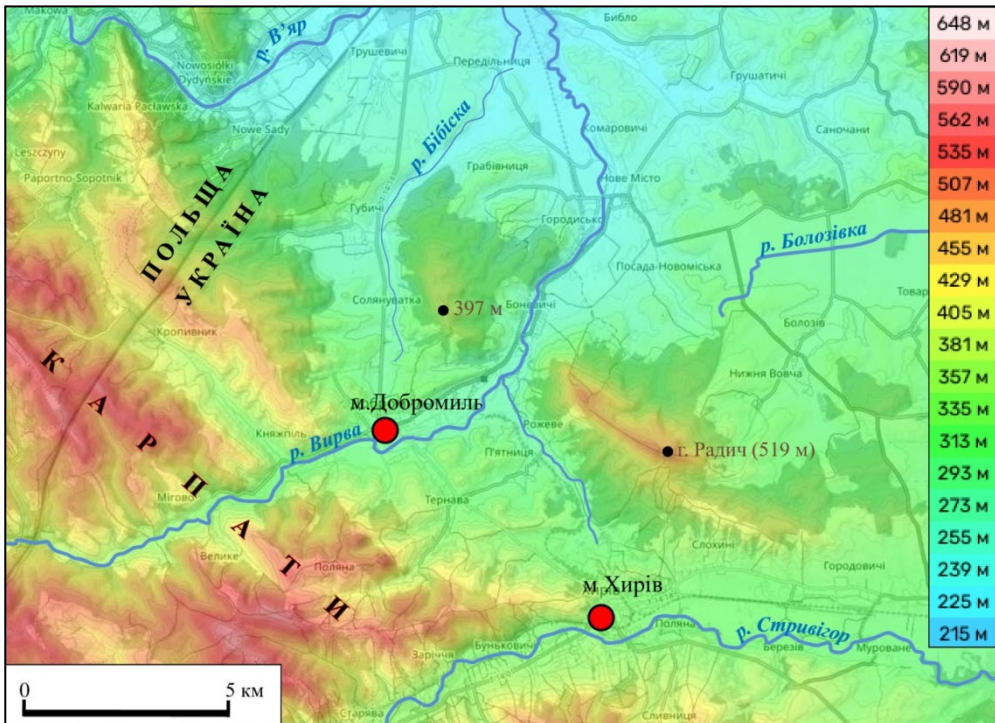 Makowa
р. В'яр
Трушевичі
Передільниця
Библо
648 м
Nowosiółki
Dydyńskie
Грушатичі
619 м
Kalwaria Pacławska
590 м
Nowe Sady
р. Бібіска
Комаровичі
Саночани
562 м
Leszczyny
535 м
Paportno-Sopotnik
Грабівниця
Нове Місто
507 м
ПОЛЬЩА
УКРАЇНА
Губичі
Городисько
481 м
р. Болозівка
455 м
Посада-Новоміська
429 м
Солянуватка
397 м
Боневичі
Товар
405 м
Кропивник
Болозів
381 м
Нижня Вовча
357 м
КАРПАТИ
м.Добромиль
335 м
Княжпіль
р. Вирва
Рожеве
313 м
П'ятниця
г. Радич (519 м)
293 м
Мігово
Тернава
273 м
Велике
Поляна
Слохині
255 м
Городовичі
м Хирів
239 м
Поляна
р. Стривігор
225 м
Буньковичі
Березів
Муроване
215 м
Заріччя
0
5 км
Старява
Сливниця